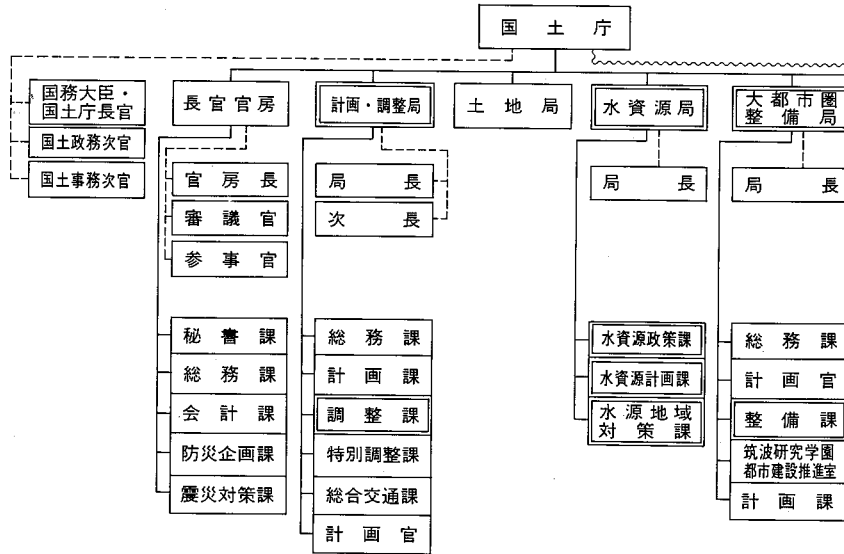 国土庁
国務大臣・
国土庁長官
国土政務次官
国土事務次官
長官官房
官房長
審議官
参事官
秘書課
総務課
会計課
防災企画課
震災対策課
計画・調整局
局長
次長
総務課
計画課
調整課
特別調整課
総合交通課
計画官
土地局
水資源局
局長
水資源政策課
水資源計画課
水源地域
対策課
大都市圏
整備局
局長
総務課
計画官
整備課
筑波研究学園
都市建設推進室
計画課